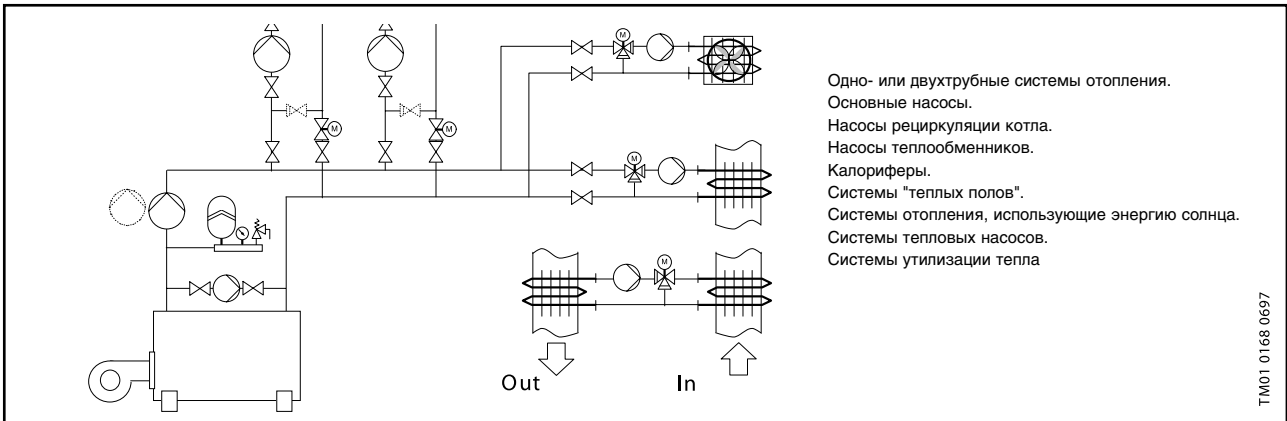 M
M
M
M
M
Одно- или двухтрубные системы отопления.
Основные насосы.
Насосы рециркуляции котла.
Насосы теплообменников.
Калориферы.
Системы "теплых полов".
Системы отопления, использующие энергию солнца.
Системы тепловых насосов.
Системы утилизации тепла
Out
In
TM01 0168 0697